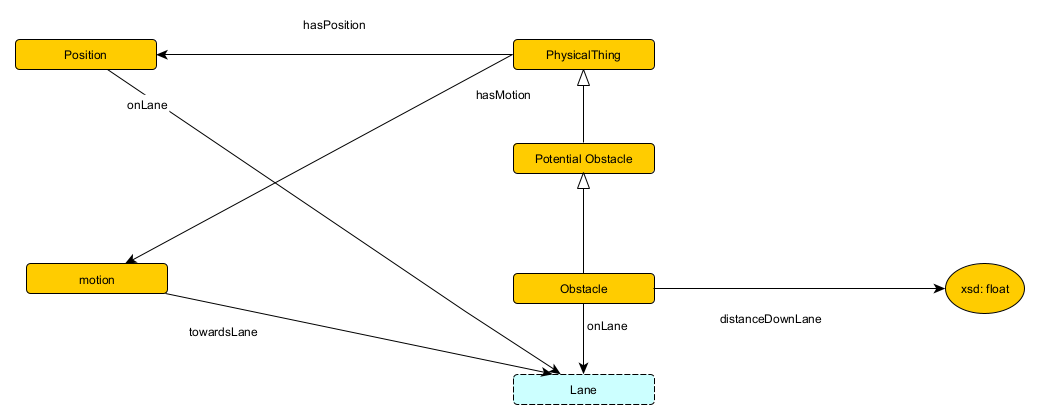 hasPosition
Position
PhysicalThing
hasMotion
onLane
Potential Obstacle
motion
Obstacle
xsd: float
onLane
distanceDownLane
towardsLane
Lane